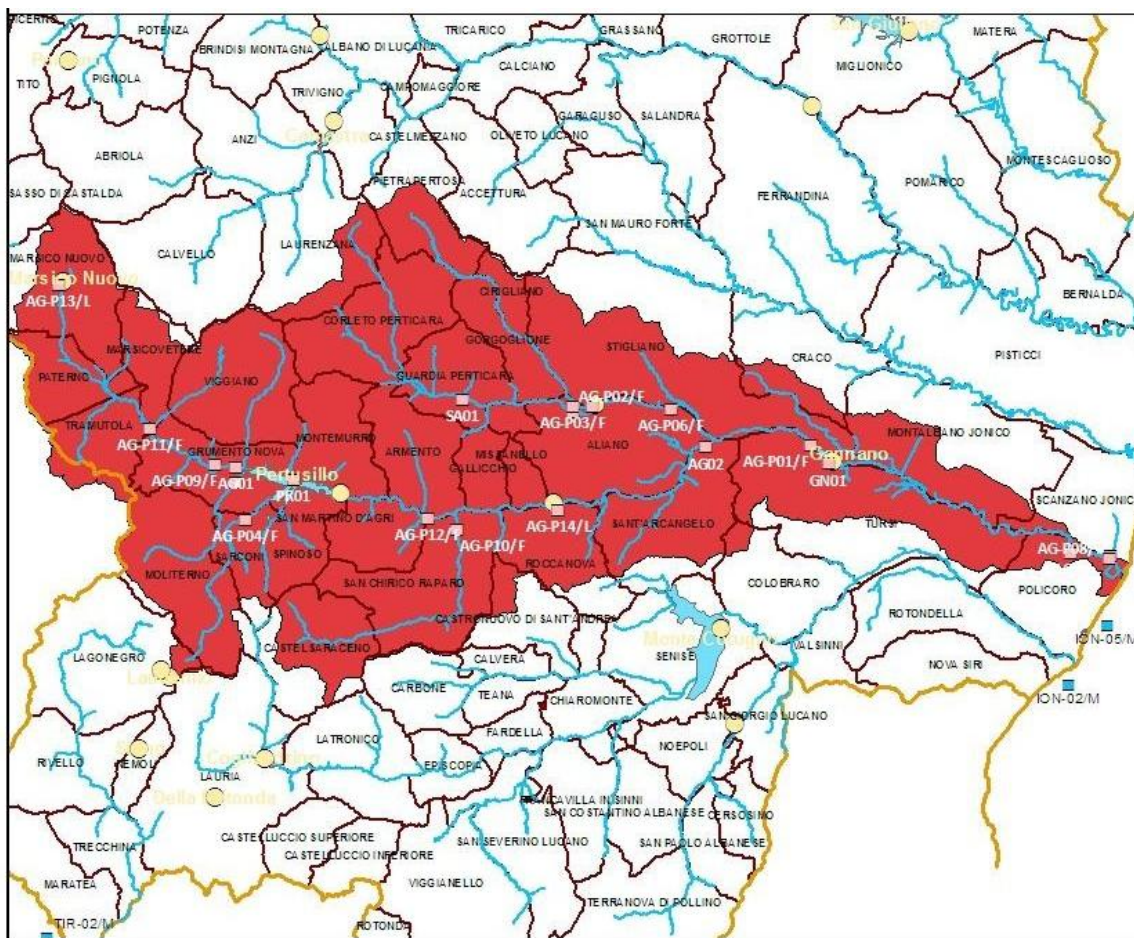 POTENZA
TRICARICO
GRASSANO
GROTTOLE
MATERA
BRINDISI MONTAGNA
ALBANO DI LUCANIA
CALCIANO
MIGLIONICO
TITO
PIGNOLA
TRIVIGNO
CAMPOMAGGIORE
GARAGUSO
SALANDRA
ANZI
CASTELMEZZANO
OLIVETO LUCANO
ABRIOLA
MONTESCAGLIOSO
PIETRAPERTOSA
ACCETTURA
POMARICO
SASSO DI CASTALDA
FERRANDINA
SAN MAURO FORTE
LAURENZANA
CALVELLO
MARSICO NUOVO
Marsico Nuovo
AG-P13/L
CIRIGLIANO
BERNALDA
CORLETO PERTICARA
GORGOGLIONE
STIGLIANO
MARSICOVETERE
CRACO
PISTICCI
PATERNO
VIGGIANO
GUARDIA PERTICARA
SA01
AG-P02/F
AG-P03/F
AG-P06/F
TRAMUTOLA
AG-P11/F
MONTEMURRO
ARMENTO
MISSANELLO
ALIANO
MONTALBANO JONICO
GRUMENTO NOVA
GALLICCHIO
AG02
AG-P01/F
Gannano
GN01
AG-P09/F
AG01
Pertusillo
PR01
SCANZANO JONICO
SAN MARTINO D'AGRI
AG-P14/L
SANT'ARCANGELO
TURSI
AG-P04/F
AG-P12/F
AG-P10/F
SARCONI
SPINOSO
ROCCANOVA
AG-P08/
MOLITERNO
SAN CHIRICO RAPARO
COLOBRARO
POLICORO
ROTONDELLA
CASTRONUOVO DI SANT'ANDREA
ION-05/M
CASTELSARACENO
Monte Cotugno
VALSINNI
LAGONEGRO
CALVERA
SENISE
NOVA SIRI
CARBONE
TEANA
CHIAROMONTE
ION-02/M
SAN GIORGIO LUCANO
LATRONICO
FARDELLA
NOEPOLI
RIVELLO
NEMOLI
LAURIA
EPISCOPIA
Della Rotonda
FRANCAVILLA IN SINNI
SAN COSTANTINO ALBANESE
CERSOSIMO
CASTELLUCCIO SUPERIORE
TRECCHINA
SAN SEVERINO LUCANO
SAN PAOLO ALBANESE
CASTELLUCCIO INFERIORE
MARATEA
VIGGIANELLO
TERRANOVA DI POLLINO
TIR-02/M
ROTONDA